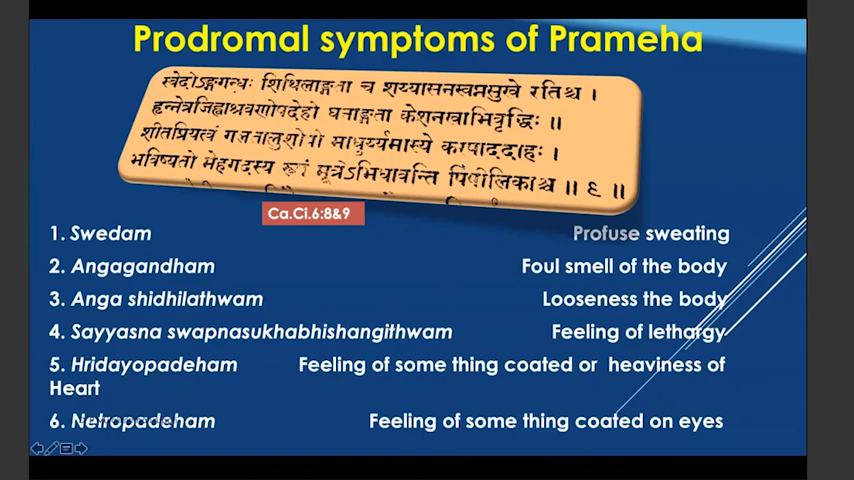 Prodromal symptoms of Prameha
स्वेदोऽङ्गगन्धः शिथिलाङ्गता च शय्यासनस्वप्नसुखे रतिश्च ।
हृन्नेत्रजिह्वाश्रवणोपदेहो घनाङ्गता केशनखाभिवृद्धिः ॥
शीतप्रियत्वं गलतालुशोषो माधुर्य्यमास्ये करपाददाहः ।
भविष्यतो मेहगदस्य रूपं मूत्रेऽभिधावन्ति पिपीलिकाश्च ॥ ९ ॥
Ca.Ci.6:8&9
1. Swedam Profuse sweating
2. Angagandham Foul smell of the body
3. Anga shidhilathwam Looseness the body
4. Sayyasna swapnasukhabhishangithwam Feeling of lethargy
5. Hridayopadeham Feeling of some thing coated or heaviness of
Heart
6. Netropadeham Feeling of some thing coated on eyes